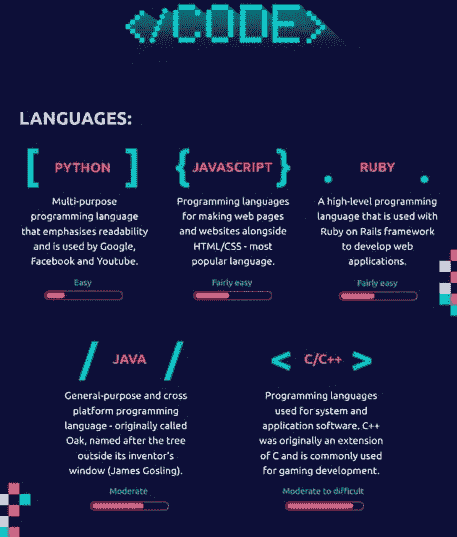 </CODE>
LANGUAGES:
[ PYTHON ]
Multi-purpose
programming language
that emphasises readability
and is used by Google,
Facebook and Youtube.
Easy
{ JAVASCRIPT }
Programming languages
for making web pages
and websites alongside
HTML/CSS - most
popular language.
Fairly easy
. RUBY .
A high-level programming
language that is used with
Ruby on Rails framework
to develop web
applications.
Fairly easy
/ JAVA /
General-purpose and cross
platform programming
language - originally called
Oak, named after the tree
outside its inventor's
window (James Gosling).
Moderate
< C/C++ >
Programming languages
used for system and
application software. C++
was originally an extension
of C and is commonly used
for gaming development.
Moderate to difficult